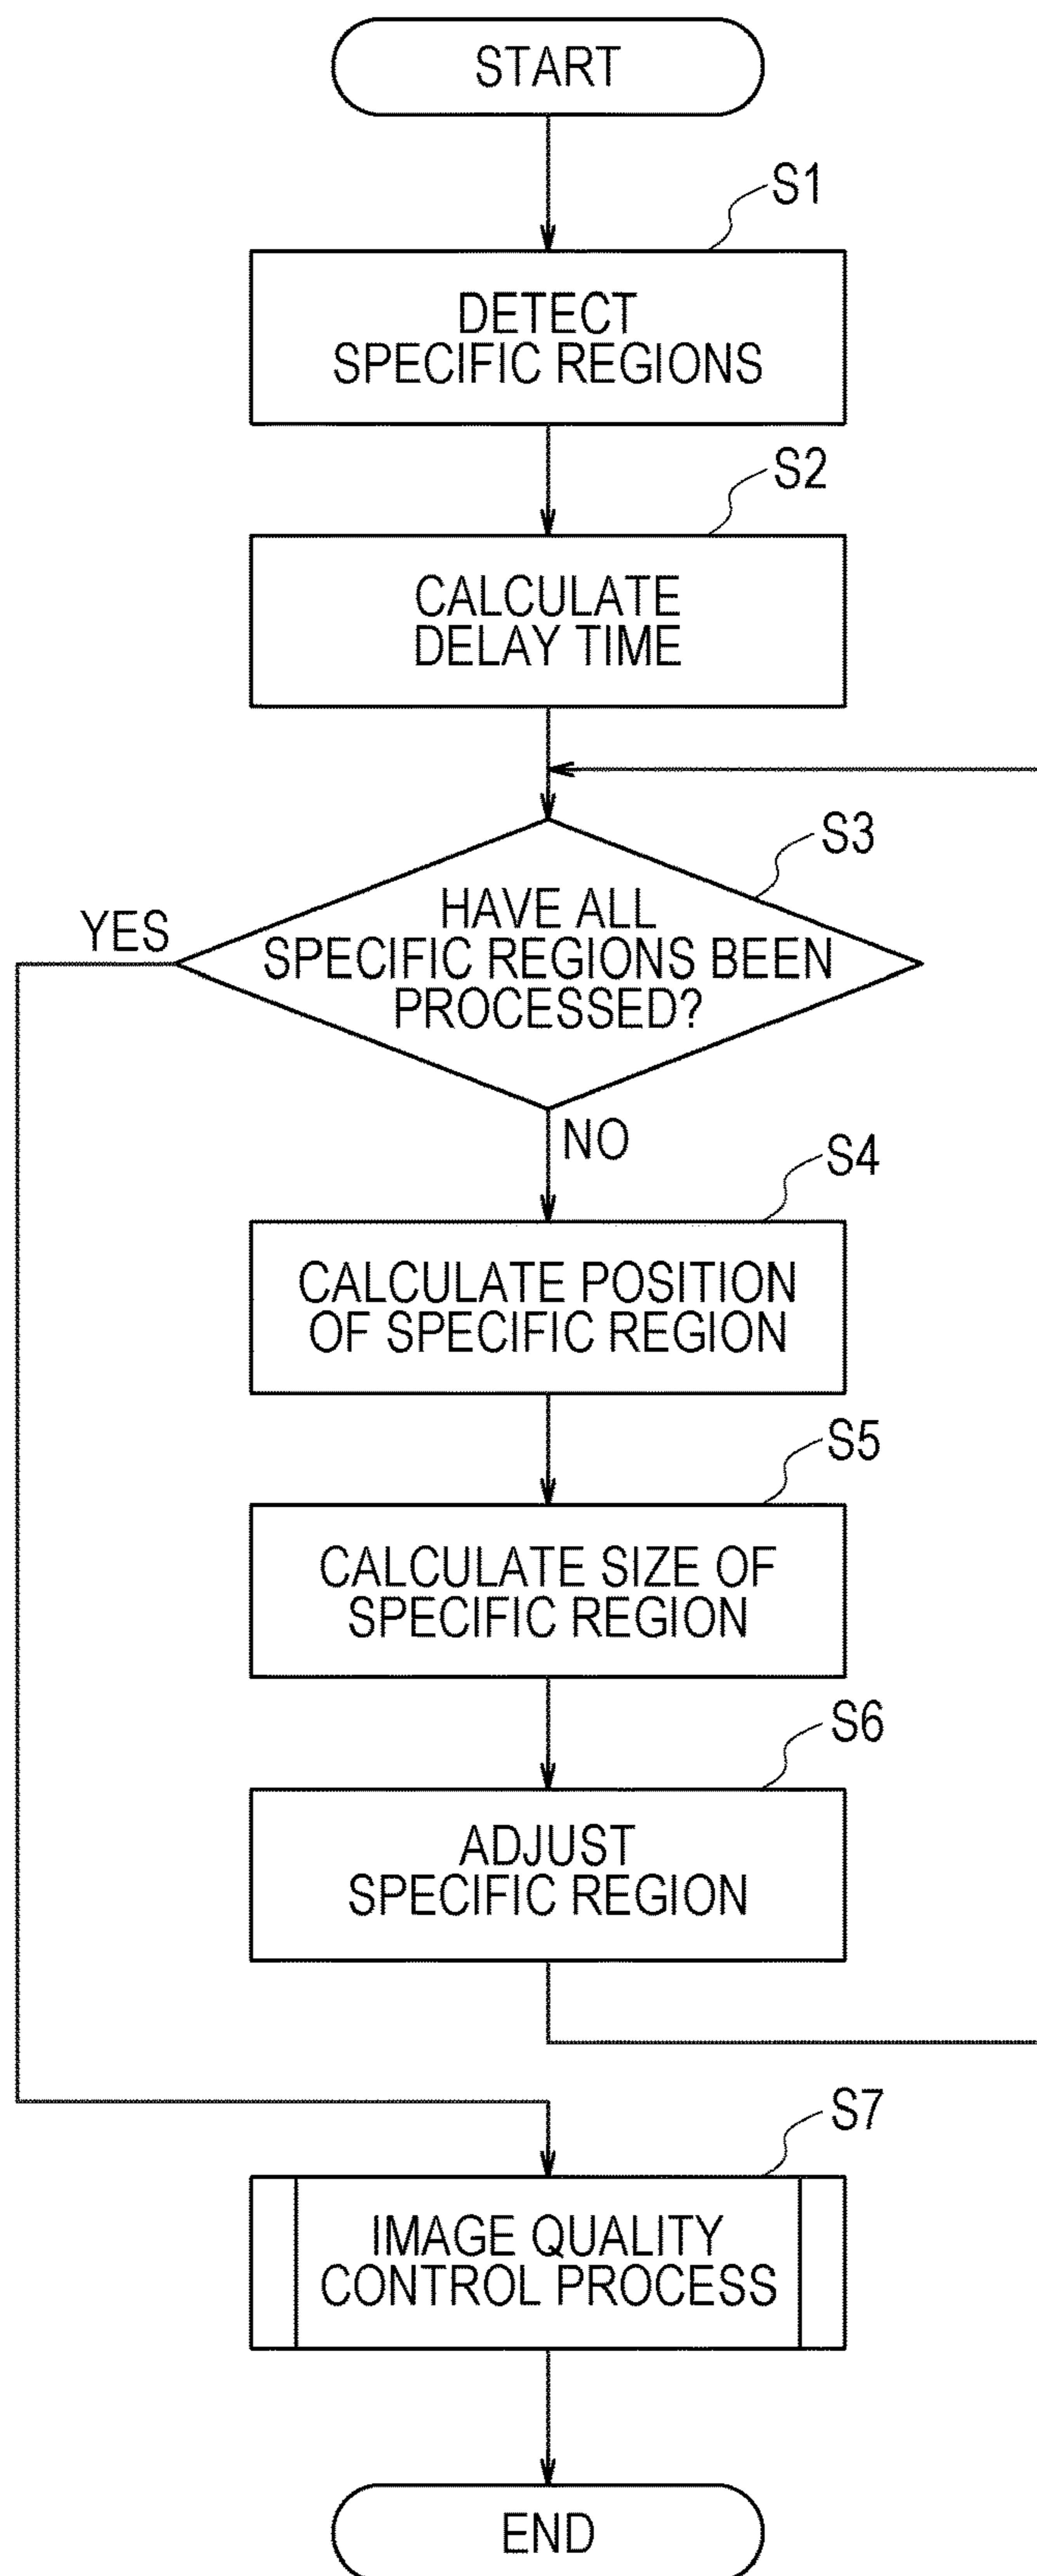 START
S1
DETECT
SPECIFIC REGIONS
S2
CALCULATE
DELAY TIME
S3
YES
HAVE ALL
SPECIFIC REGIONS BEEN
PROCESSED?
NO
S4
CALCULATE POSITION
OF SPECIFIC REGION
S5
CALCULATE SIZE OF
SPECIFIC REGION
S6
ADJUST
SPECIFIC REGION
S7
IMAGE QUALITY
CONTROL PROCESS
END